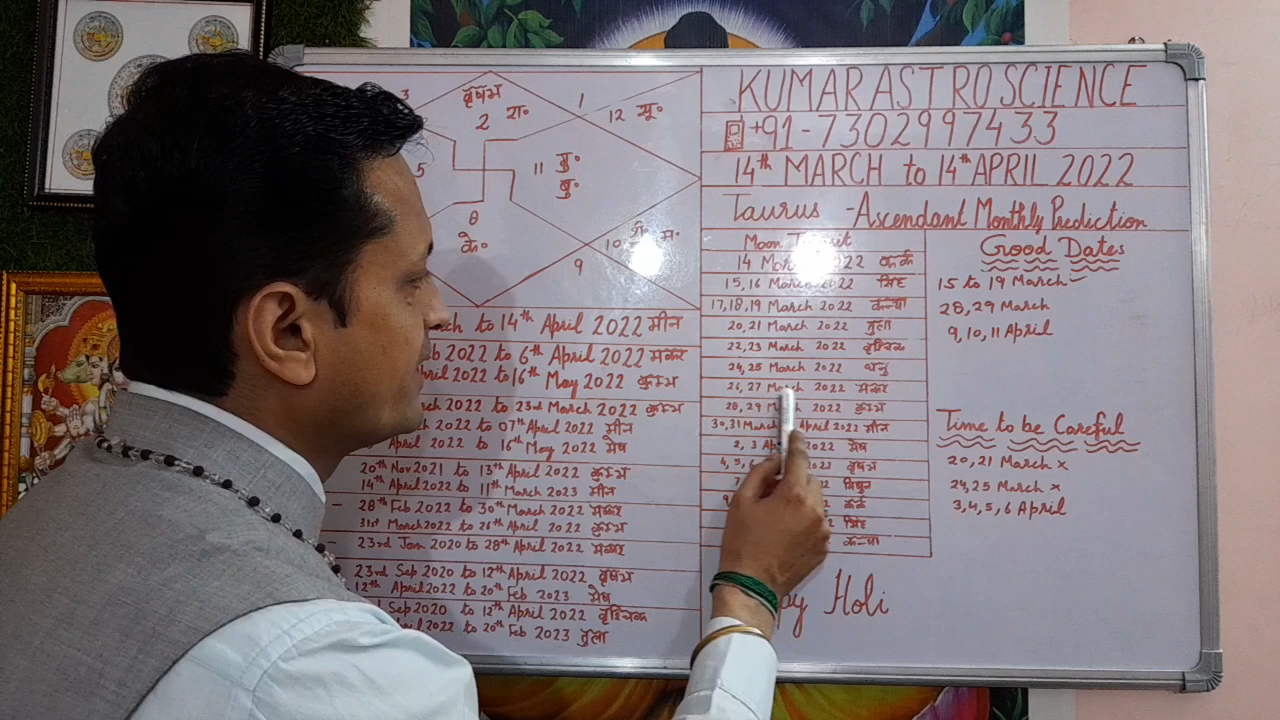 KUMAR ASTRO SCIENCE
+91-7302997433
14th MARCH to 14th APRIL 2022
Taurus - Ascendant Monthly Prediction
3
वृषभ
2 रा०
1
12 सू०
5
11 शु०
बु०
8
के०
10 श० मं०
9
to 14th April 2022 मीन
2022 to 6th April 2022 मकर
to 16th May 2022 कुम्भ
2022 to 23rd March 2022 कुम्भ
2022 to 07th April 2022 मीन
April 2022 to 16th May 2022 मेष
20th Nov 2021 to 13th April 2022 कुम्भ
14th April 2022 to 11th March 2023 मीन
- 28th Feb 2022 to 30th March 2022 मकर
31st March 2022 to 26th April 2022 कुम्भ
- 23rd Jan 2020 to 28th April 2022 मकर
23rd Sep 2020 to 12th April 2022 वृषभ
12th April 2022 to 20th Feb 2023 मेष
Sep 2020 to 12th April 2022 वृश्चिक
2022 to 20th Feb 2023 तुला
Moon
14 2022 कर्क
15, 16 March 2022 सिंह
17, 18, 19 March 2022 कन्या
20, 21 March 2022 तुला
22, 23 March 2022 वृश्चिक
24, 25 March 2022 धनु
26, 27 March 2022 मकर
28, 29 2022 कुम्भ
30, 31 March April 2022 मीन
2, 3 2022 मेष
4, 5, वृषभ
मिथुन
कर्क
सिंह
कन्या
Good Dates
15 to 19 March
28, 29 March
9, 10, 11 April
Time to be Careful
20, 21 March x
24, 25 March x
3, 4, 5, 6 April
Holi